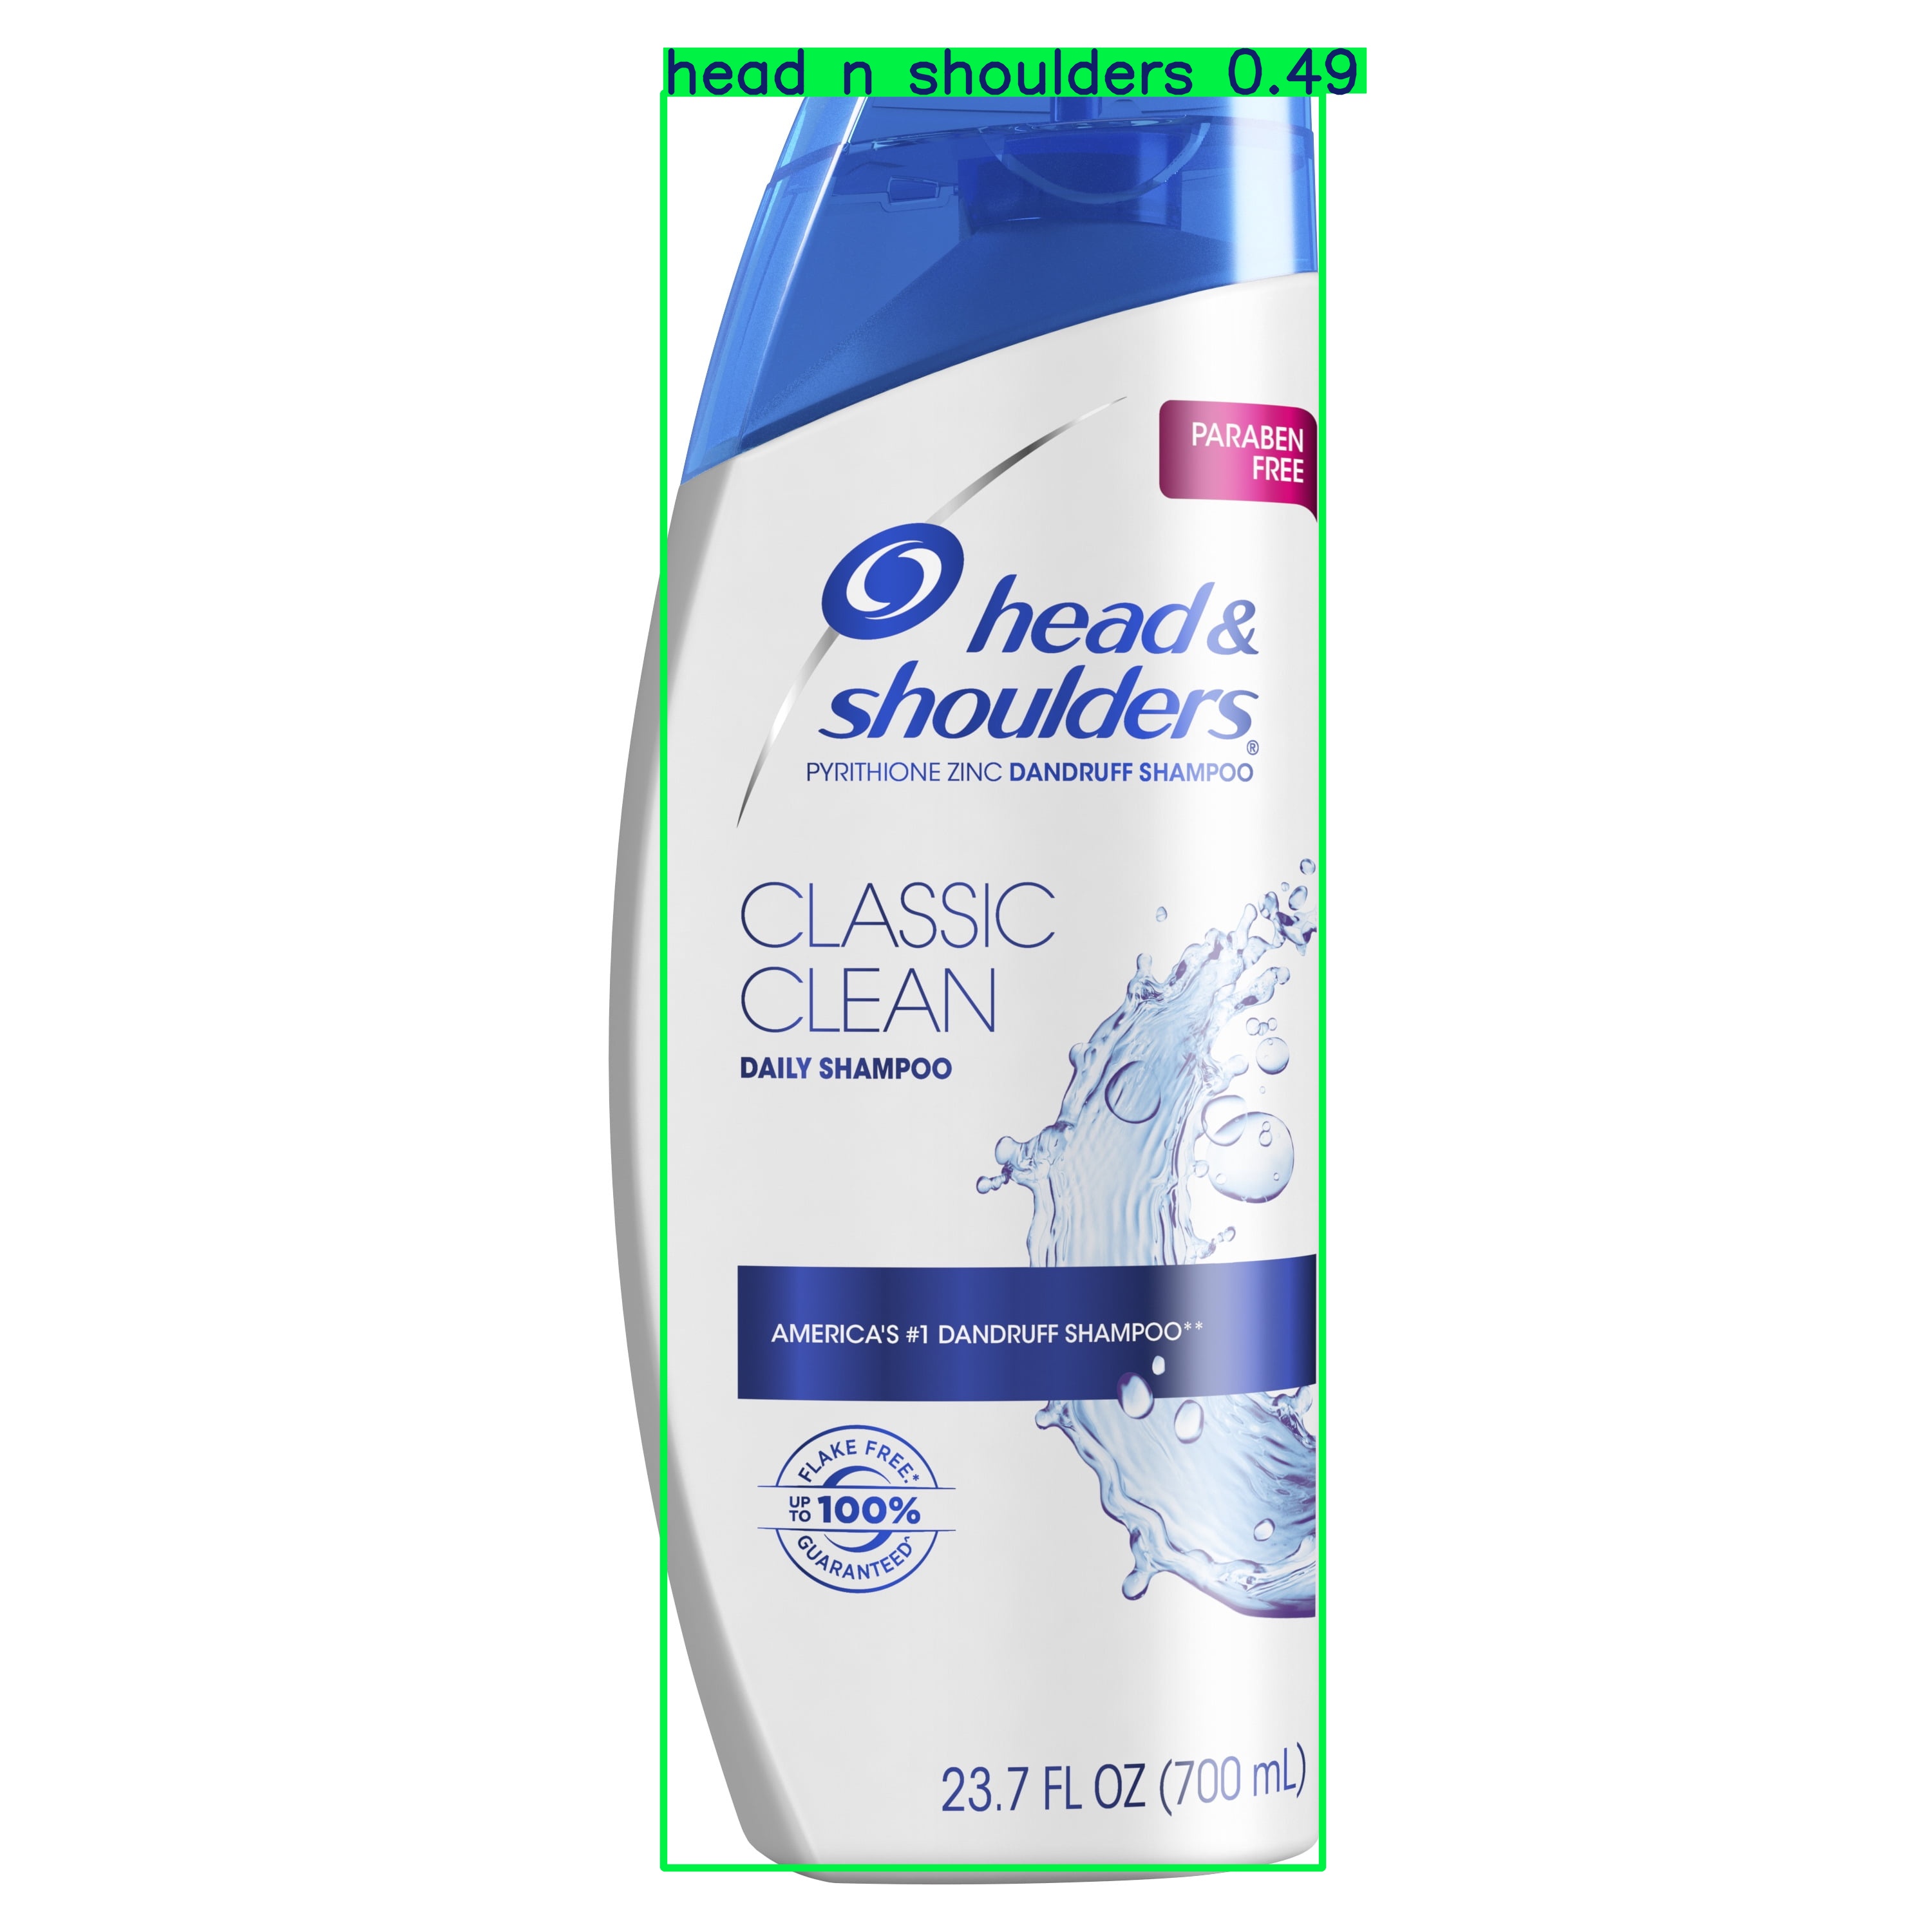 head n shoulders 0.49
PARABEN
FREE
head &
shoulders®
PYRITHIONE ZINC DANDRUFF SHAMPOO
CLASSIC
CLEAN
DAILY SHAMPOO
AMERICA'S #1 DANDRUFF SHAMPOO**
FLAKE FREE.*
UP TO 100%
GUARANTEED^
23.7 FL OZ (700 mL)